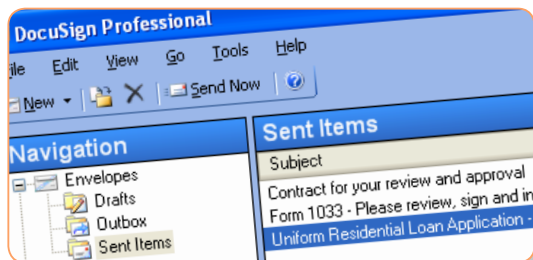 DocuSign Professional
ile Edit View Go Tools Help
New Send Now
Navigation
Envelopes
Drafts
Outbox
Sent Items
Sent Items
Subject
Contract for your review and approval
Form 1033 - Please review, sign and in
Uniform Residential Loan Application -